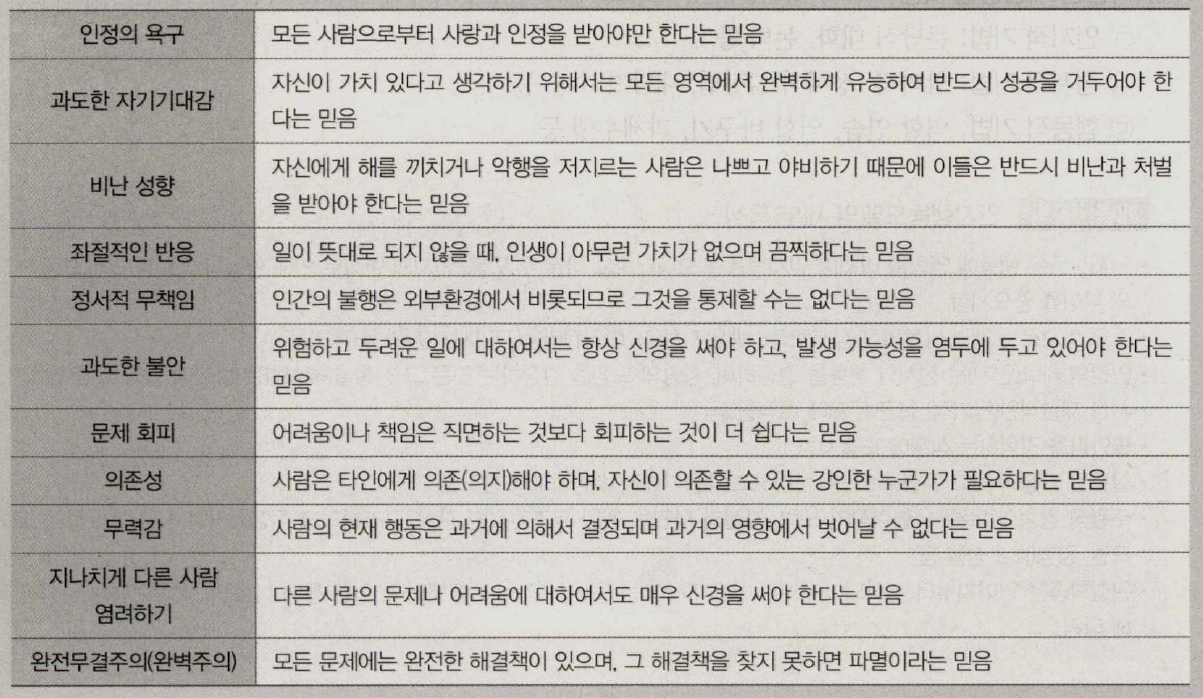 인정의 욕구 모든 사람으로부터 사랑과 인정을 받아야만 한다는 믿음
과도한 자기기대감 자신이 가치 있다고 생각하기 위해서는 모든 영역에서 완벽하게 유능하여 반드시 성공을 거두어야 한
다는 믿음
비난 성향 자신에게 해를 끼치거나 악행을 저지르는 사람은 나쁘고 야비하기 때문에 이들은 반드시 비난과 처벌
을 받아야 한다는 믿음
좌절적인 반응 일이 뜻대로 되지 않을 때, 인생이 아무런 가치가 없으며 끔찍하다는 믿음
정서적 무책임 인간의 불행은 외부환경에서 비롯되므로 그것을 통제할 수는 없다는 믿음
과도한 불안 위험하고 두려운 일에 대하여서는 항상 신경을 써야 하고, 발생 가능성을 염두에 두고 있어야 한다는
믿음
문제 회피 어려움이나 책임은 직면하는 것보다 회피하는 것이 더 쉽다는 믿음
의존성 사람은 타인에게 의존(의지)해야 하며, 자신이 의존할 수 있는 강인한 누군가가 필요하다는 믿음
무력감 사람의 현재 행동은 과거에 의해서 결정되며 과거의 영향에서 벗어날 수 없다는 믿음
지나치게 다른 사람
염려하기 다른 사람의 문제나 어려움에 대하여서도 매우 신경을 써야 한다는 믿음
완전무결주의(완벽주의) 모든 문제에는 완전한 해결책이 있으며, 그 해결책을 찾지 못하면 파멸이라는 믿음